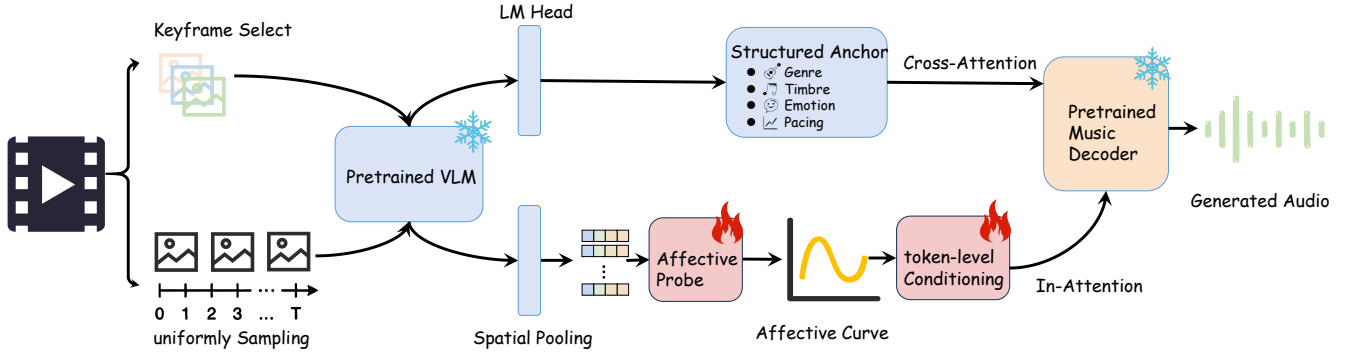 LM Head
Keyframe Select
Structured Anchor
Genre
Timbre
Emotion
Pacing
Cross-Attention
Pretrained
Music
Decoder
Pretrained VLM
Generated Audio
0 1 2 3 ... T
uniformly Sampling
Spatial Pooling
Affective
Probe
Affective Curve
token-level
Conditioning
In-Attention